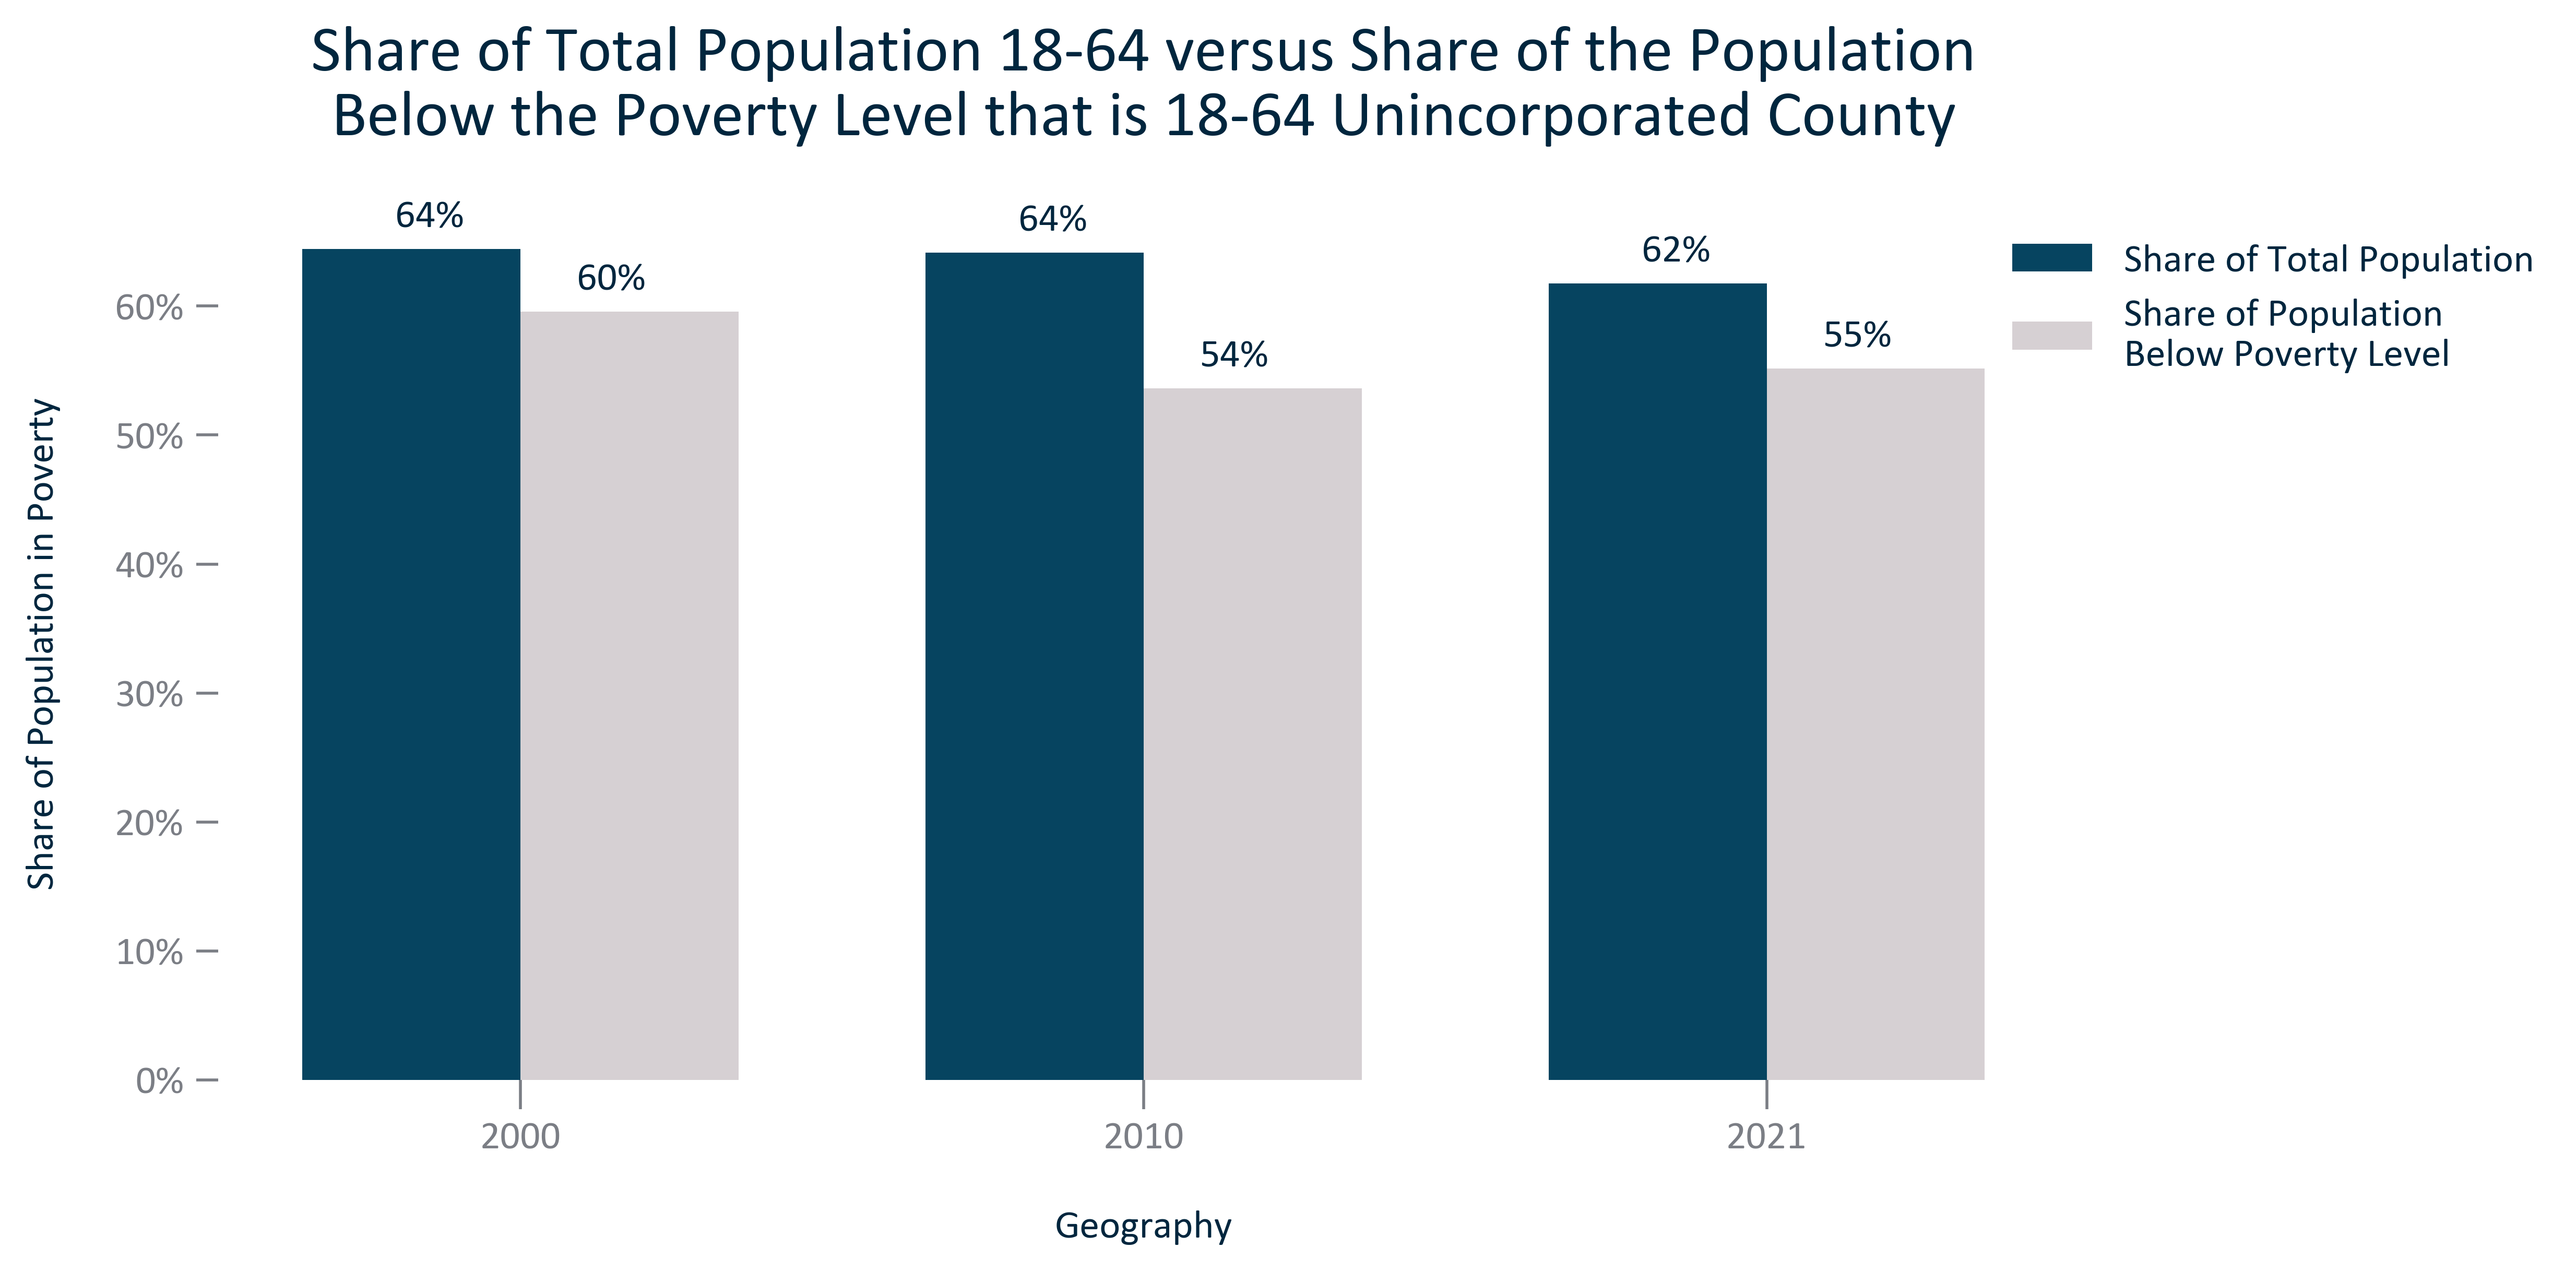 Share of Total Population 18-64 versus Share of the Population
Below the Poverty Level that is 18-64 Unincorporated County
64%
60%
64%
54%
62%
55%
Share of Total Population
Share of Population
Below Poverty Level
Share of Population in Poverty
60%
50%
40%
30%
20%
10%
0%
2000
2010
2021
Geography